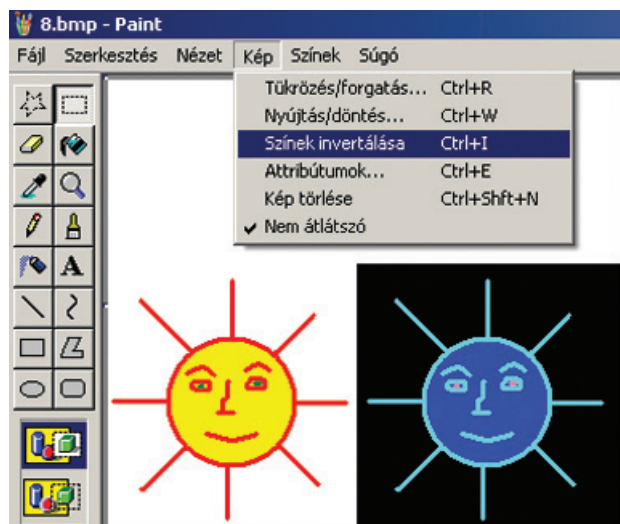 8.bmp - Paint
Fájl Szerkesztés Nézet Kép Színek Súgó
Tükrözés/forgatás... Ctrl+R
Nyújtás/döntés... Ctrl+W
Színek invertálása Ctrl+I
Attribútumok... Ctrl+E
Kép törlése Ctrl+Shft+N
Nem átlátszó
A